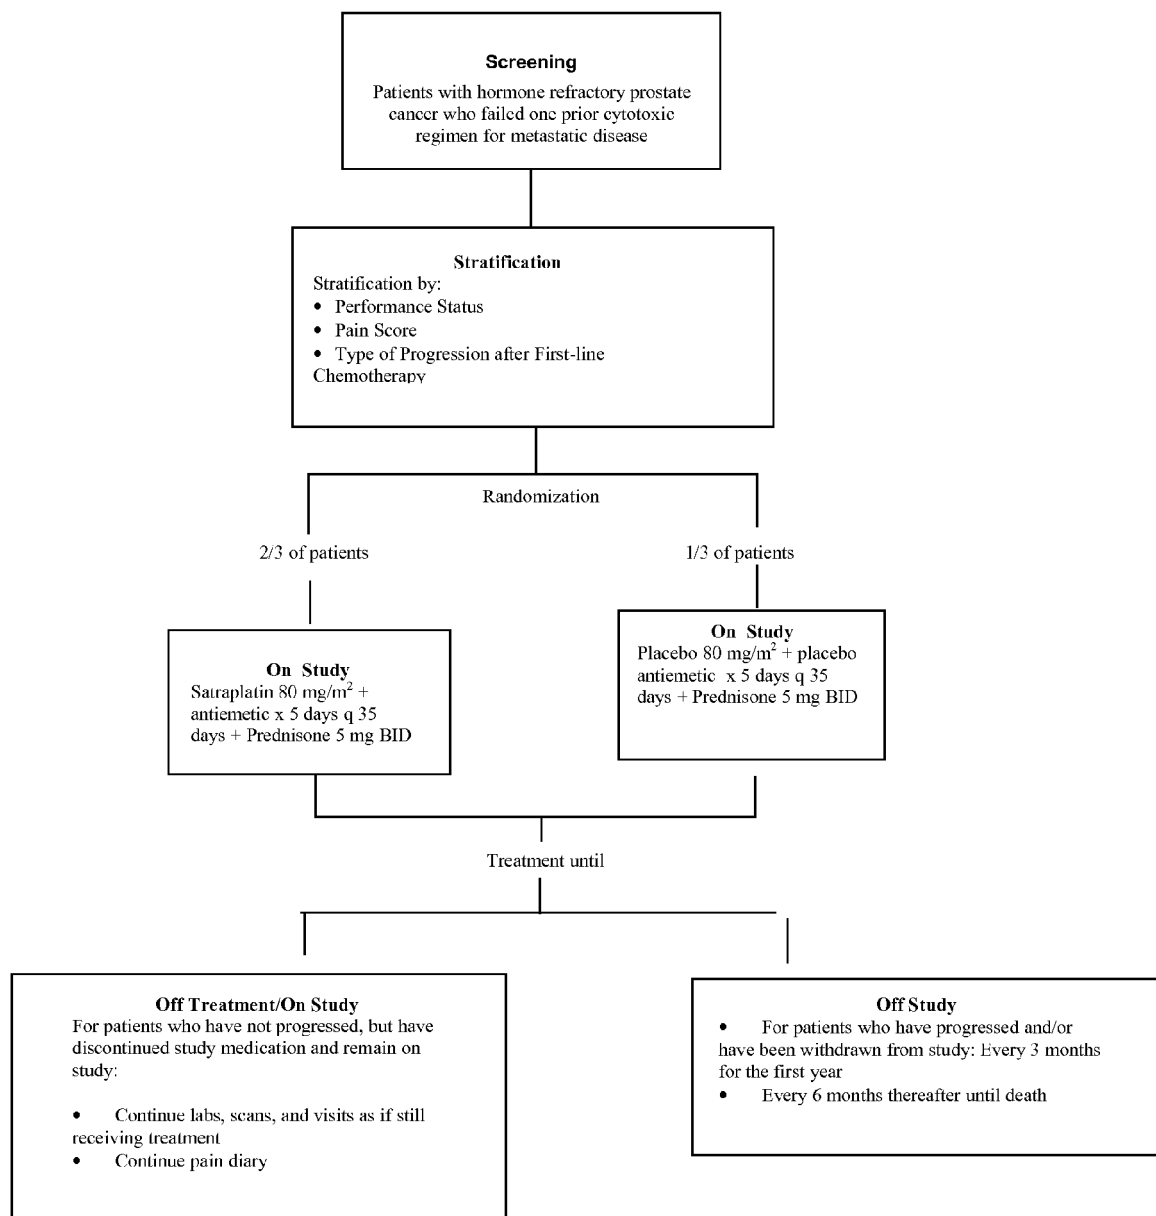 Screening
Patients with hormone refractory prostate
cancer who failed one prior cytotoxic
regimen for metastatic disease
Stratification
Stratification by:
• Performance Status
• Pain Score
• Type of Progression after First-line
Chemotherapy
Randomization
2/3 of patients
1/3 of patients
On Study
Satraplatin 80 mg/m² +
antiemetic x 5 days q 35
days + Prednisone 5 mg BID
On Study
Placebo 80 mg/m² + placebo
antiemetic x 5 days q 35
days + Prednisone 5 mg BID
Treatment until
Off Treatment/On Study
For patients who have not progressed, but have
discontinued study medication and remain on
study:
• Continue labs, scans, and visits as if still
receiving treatment
• Continue pain diary
Off Study
• For patients who have progressed and/or
have been withdrawn from study: Every 3 months
for the first year
• Every 6 months thereafter until death